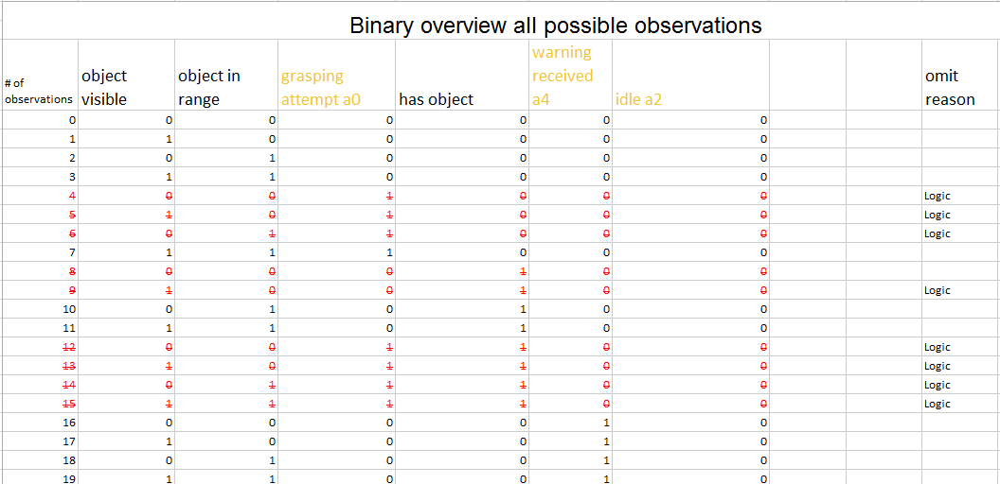 Binary overview all possible observations
# of observations object visible object in range grasping attempt a0 has object warning received a4 idle a2 omit reason
0 0 0 0 0 0 0
1 1 0 0 0 0 0
2 0 1 0 0 0 0
3 1 1 0 0 0 0
4 0 0 1 0 0 0 Logic
5 1 0 1 0 0 0 Logic
6 0 1 1 0 0 0 Logic
7 1 1 1 0 0 0
8 0 0 0 1 0 0
9 1 0 0 1 0 0 Logic
10 0 1 0 1 0 0
11 1 1 0 1 0 0
12 0 0 1 1 0 0 Logic
13 1 0 1 1 0 0 Logic
14 0 1 1 1 0 0 Logic
15 1 1 1 1 0 0 Logic
16 0 0 0 0 1 0
17 1 0 0 0 1 0
18 0 1 0 0 1 0
19 1 1 0 0 1 0